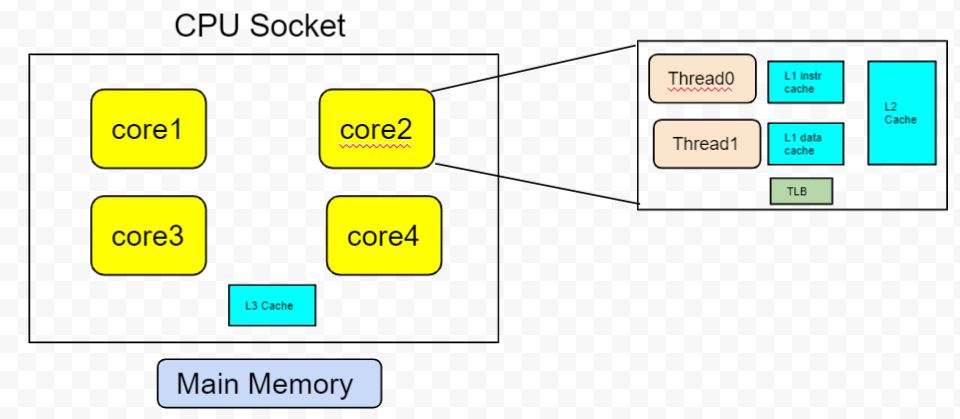 CPU Socket
core1
core2
core3
core4
L3 Cache
Main Memory
Thread0
L1 instr
cache
L2
Cache
Thread1
L1 data
cache
TLB